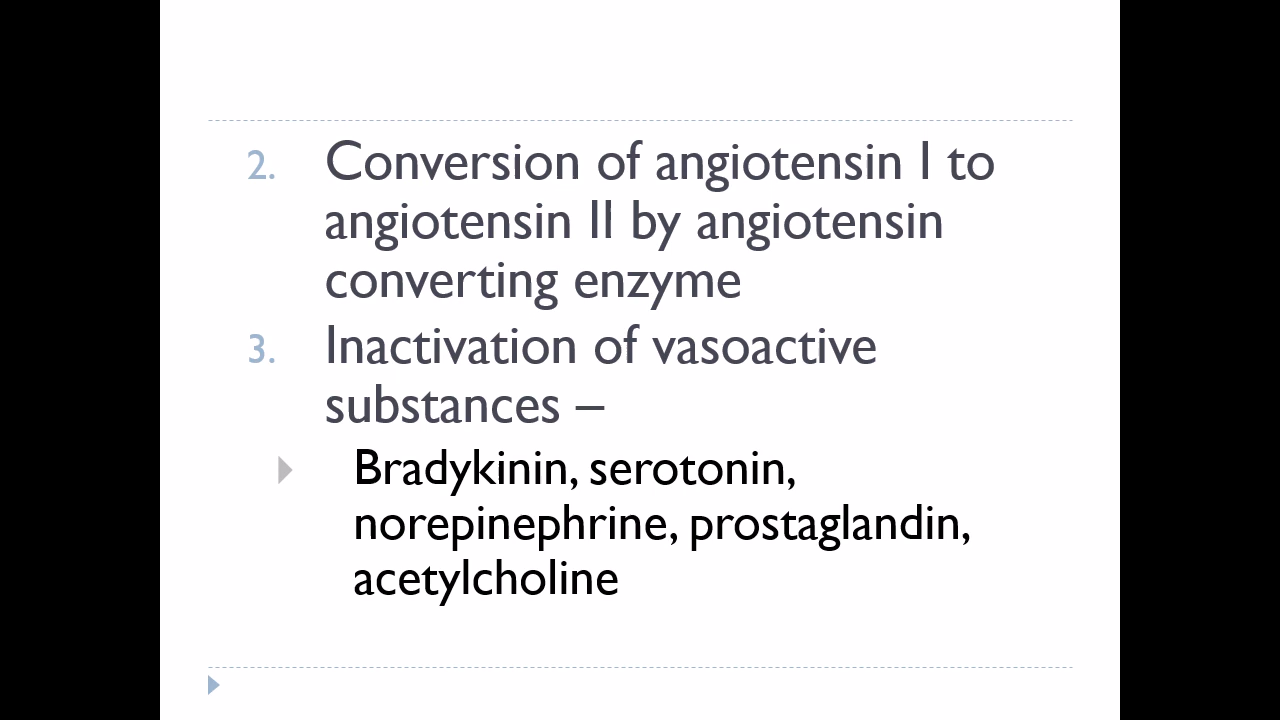 2. Conversion of angiotensin I to
angiotensin II by angiotensin
converting enzyme
3. Inactivation of vasoactive
substances –
Bradykinin, serotonin,
norepinephrine, prostaglandin,
acetylcholine